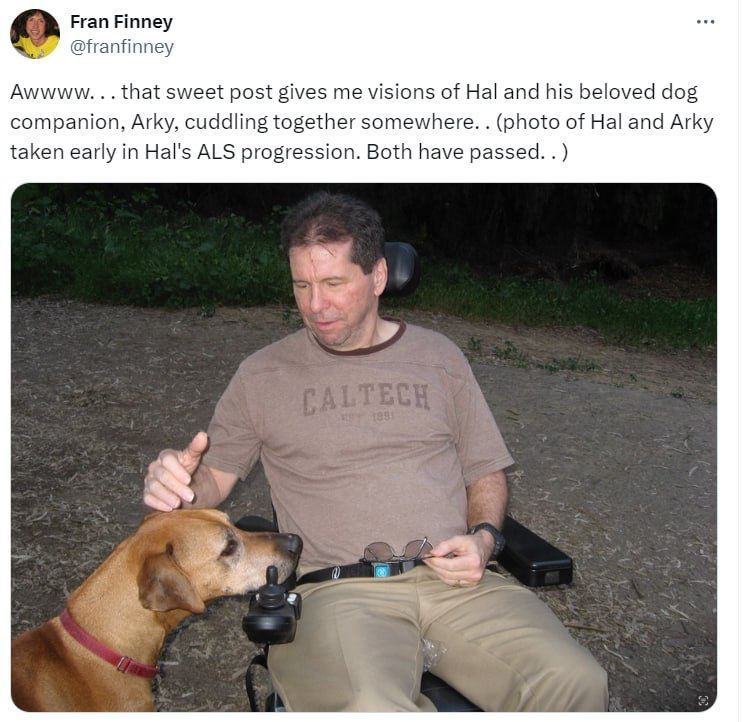 Fran Finney
@franfinney
Awwww. . . that sweet post gives me visions of Hal and his beloved dog
companion, Arky, cuddling together somewhere. . (photo of Hal and Arky
taken early in Hal's ALS progression. Both have passed. . )
CALTECH
EST 1891